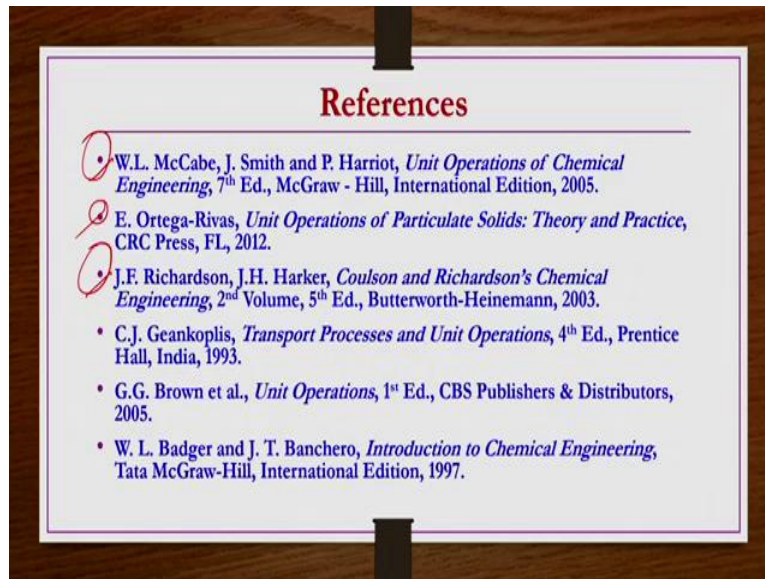 References
• W.L. McCabe, J. Smith and P. Harriot, Unit Operations of Chemical
Engineering, 7th Ed., McGraw - Hill, International Edition, 2005.
• E. Ortega-Rivas, Unit Operations of Particulate Solids: Theory and Practice,
CRC Press, FL, 2012.
• J.F. Richardson, J.H. Harker, Coulson and Richardson's Chemical
Engineering, 2nd Volume, 5th Ed., Butterworth-Heinemann, 2003.
• C.J. Geankoplis, Transport Processes and Unit Operations, 4th Ed., Prentice
Hall, India, 1993.
• G.G. Brown et al., Unit Operations, 1st Ed., CBS Publishers & Distributors,
2005.
• W. L. Badger and J. T. Banchero, Introduction to Chemical Engineering,
Tata McGraw-Hill, International Edition, 1997.